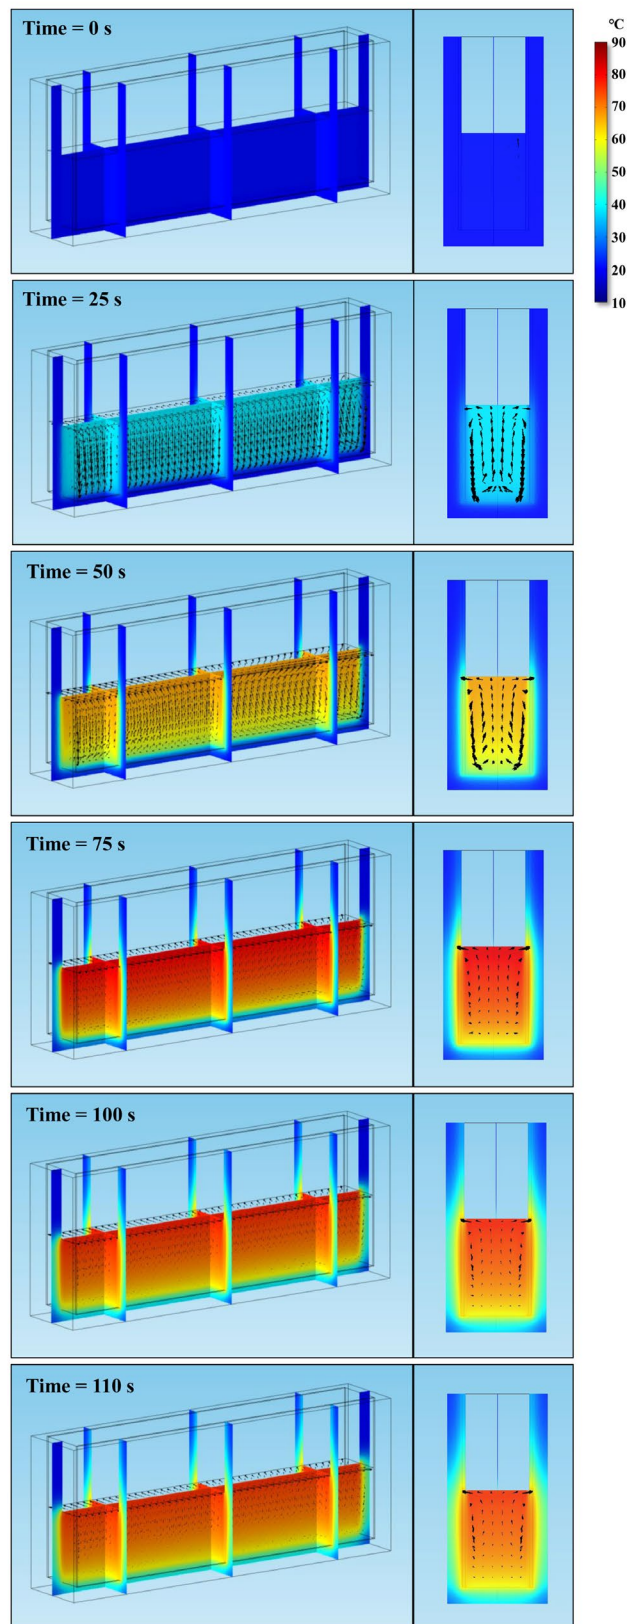 Time = 0 s
°C
90
80
70
60
50
40
30
20
10
Time = 25 s
Time = 50 s
Time = 75 s
Time = 100 s
Time = 110 s